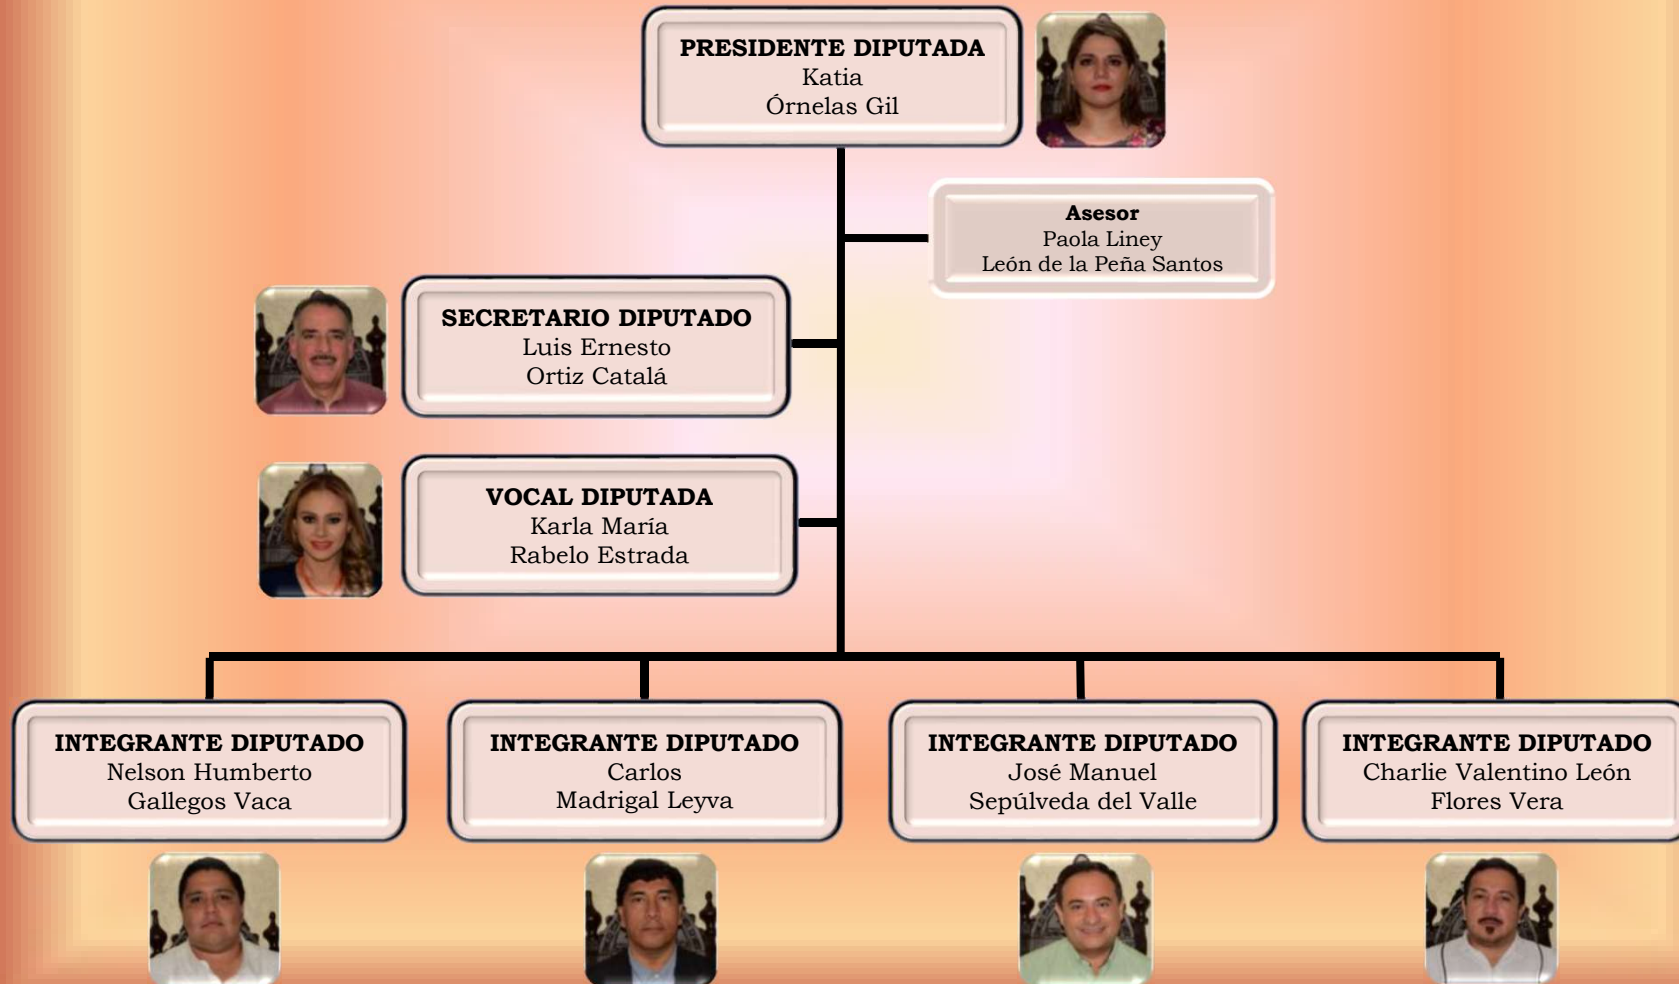 PRESIDENTE DIPUTADA
Katia
Órnelas Gil
Asesor
Paola Liney
León de la Peña Santos
SECRETARIO DIPUTADO
Luis Ernesto
Ortiz Catalá
VOCAL DIPUTADA
Karla María
Rabelo Estrada
INTEGRANTE DIPUTADO
Nelson Humberto
Gallegos Vaca
INTEGRANTE DIPUTADO
Carlos
Madrigal Leyva
INTEGRANTE DIPUTADO
José Manuel
Sepúlveda del Valle
INTEGRANTE DIPUTADO
Charlie Valentino León
Flores Vera